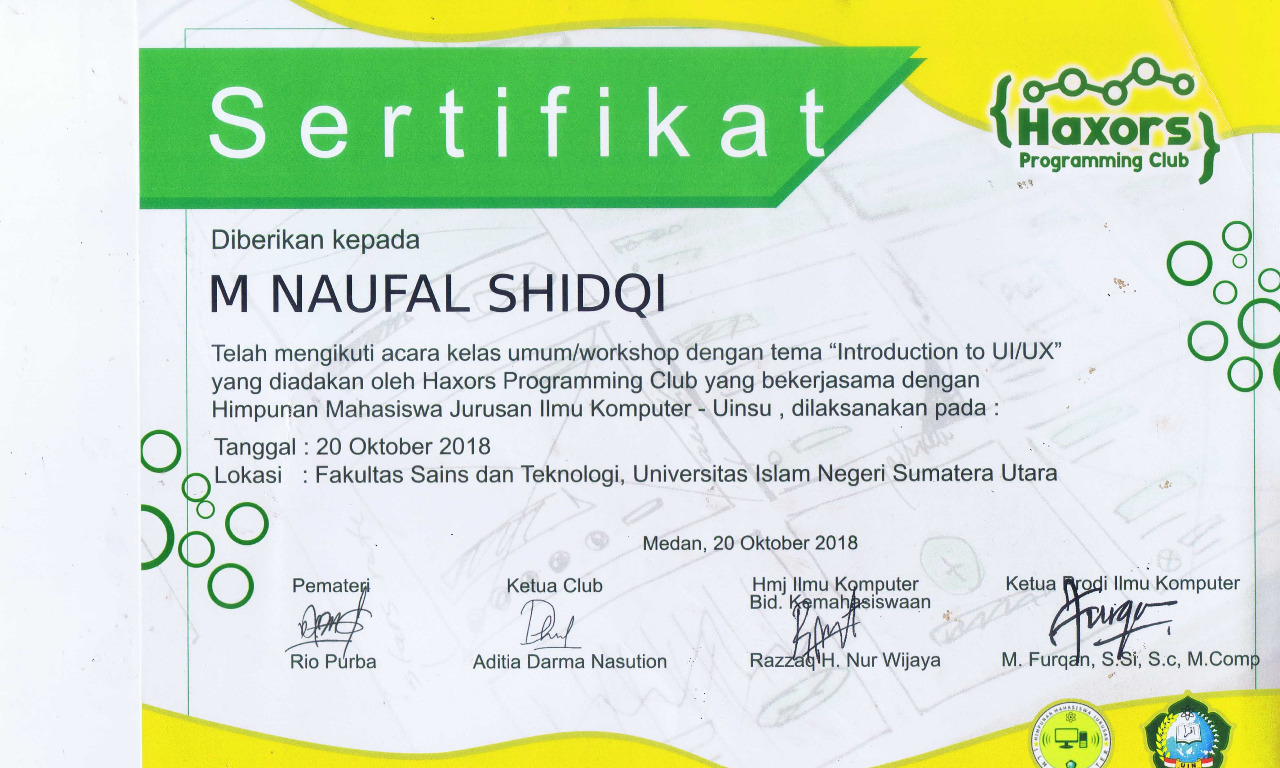 Sertifikat
Haxors
Programming Club
Diberikan kepada
M NAUFAL SHIDQI
Telah mengikuti acara kelas umum/workshop dengan tema “Introduction to UI/UX”
yang diadakan oleh Haxors Programming Club yang bekerjasama dengan
Himpunan Mahasiswa Jurusan Ilmu Komputer - Uinsu , dilaksanakan pada :
Tanggal : 20 Oktober 2018
Lokasi : Fakultas Sains dan Teknologi, Universitas Islam Negeri Sumatera Utara
Medan, 20 Oktober 2018
Pemateri
Ketua Club
Hmj Ilmu Komputer
Bid. Kemahasiswaan
Ketua Prodi Ilmu Komputer
Rio Purba
Aditia Darma Nasution
Razzaq H. Nur Wijaya
M. Furqan, S.Si, S.c, M.Comp
HIMPUNAN MAHASISWA JURUSAN
UIN